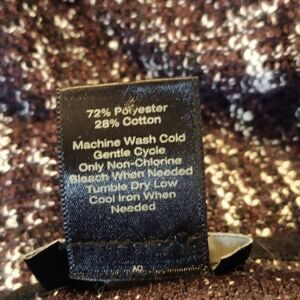 72% Polyester
28% Cotton
Machine Wash Cold
Gentle Cycle
Only Non-Chlorine
Bleach When Needed
Tumble Dry Low
Cool Iron When
Needed
AD